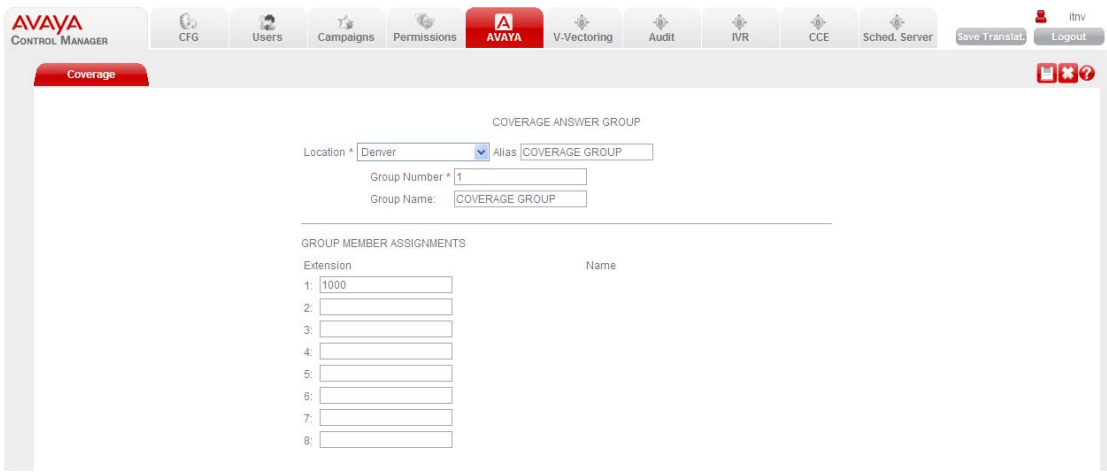 AVAYA
CONTROL MANAGER
CFG Users Campaigns Permissions AVAYA V-Vectoring Audit IVR CCE Sched. Server
itnv
Save Translat. Logout
Coverage
COVERAGE ANSWER GROUP
Location * Denver Alias COVERAGE GROUP
Group Number * 1
Group Name: COVERAGE GROUP
GROUP MEMBER ASSIGNMENTS
Extension Name
1: 1000
2:
3:
4:
5:
6:
7:
8: